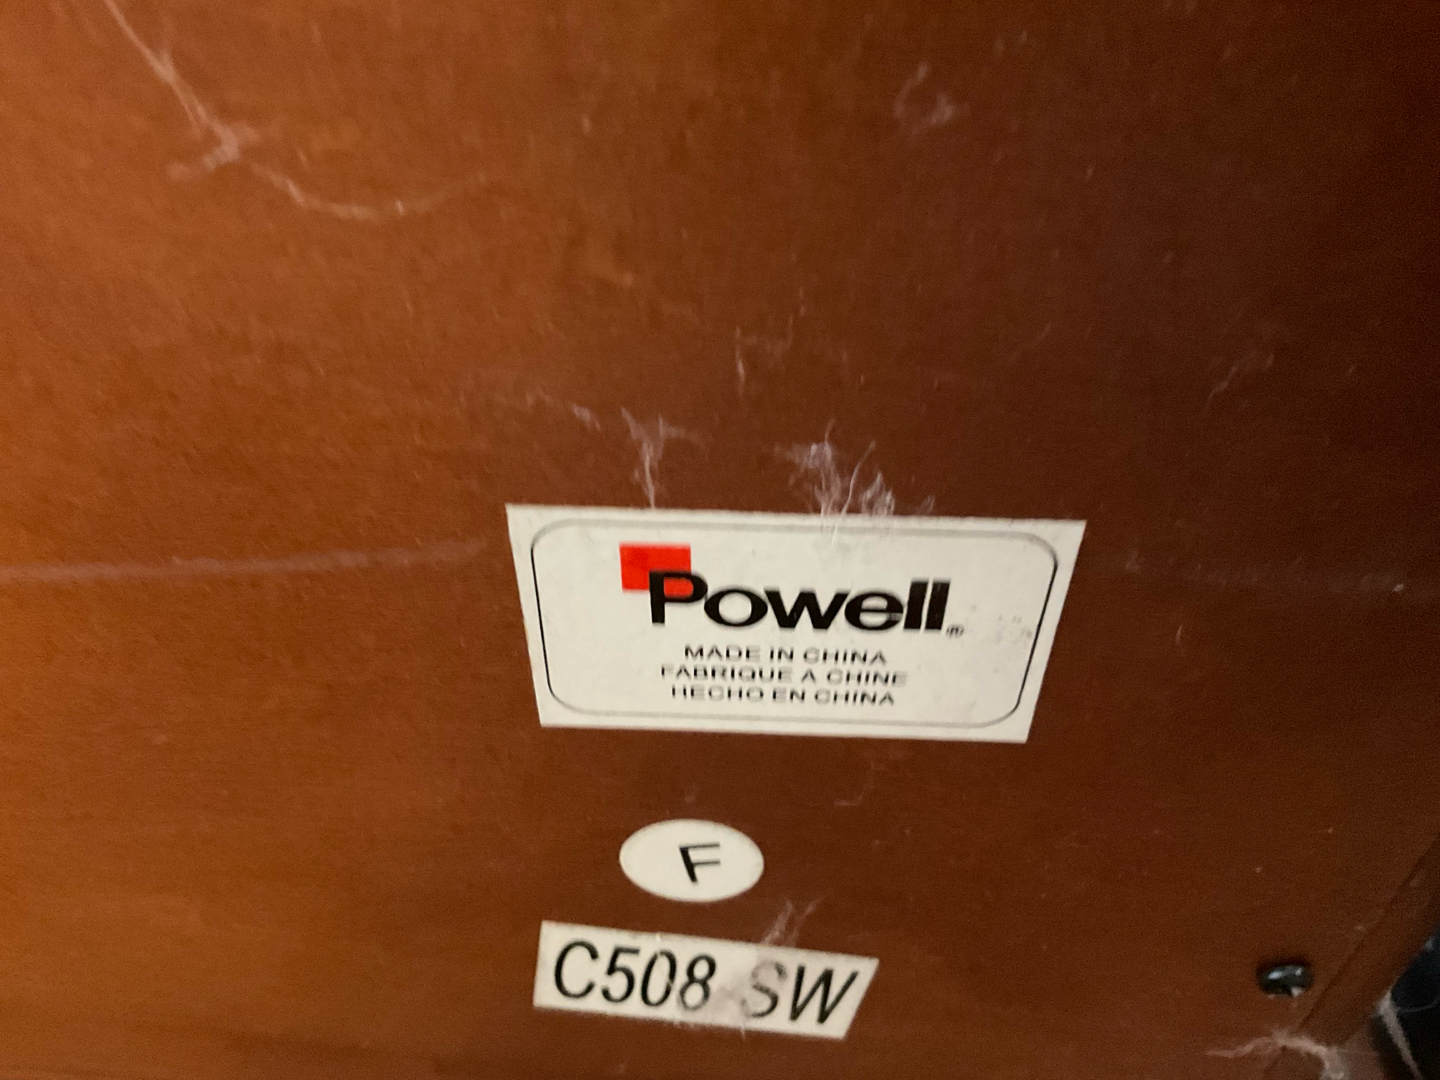 Powell®
MADE IN CHINA
FABRIQUE A CHINE
HECHO EN CHINA
F
C508 SW